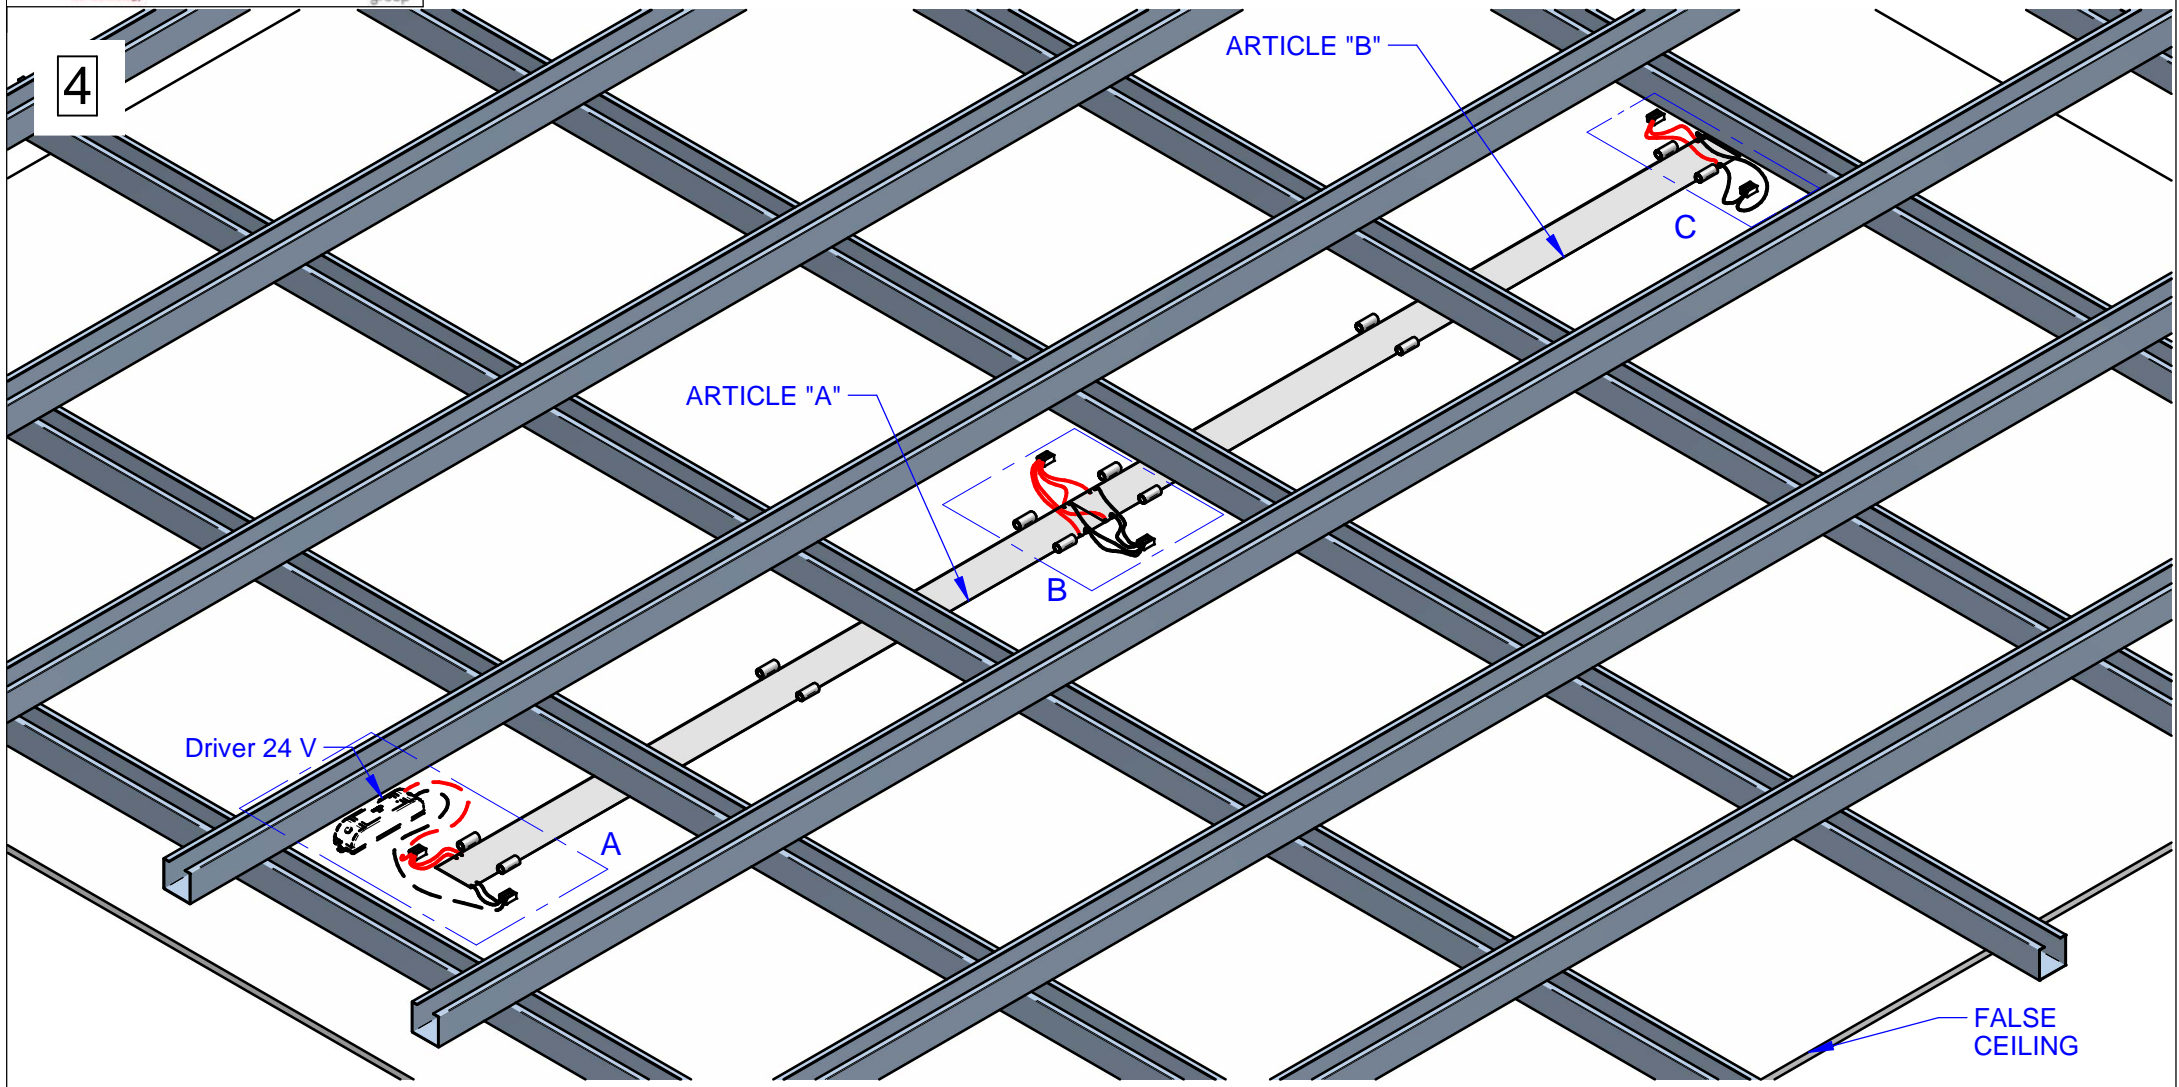 4
ARTICLE "B"
C
ARTICLE "A"
B
Driver 24 V
A
FALSE
CEILING